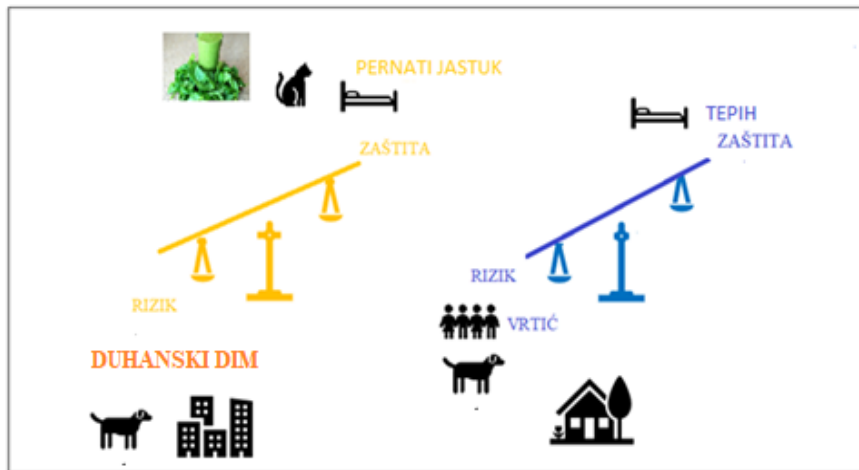 PERNATI JASTUK
ZAŠTITA
RIZIK
DUHANSKI DIM
TEPIH
ZAŠTITA
RIZIK
VRTIĆ